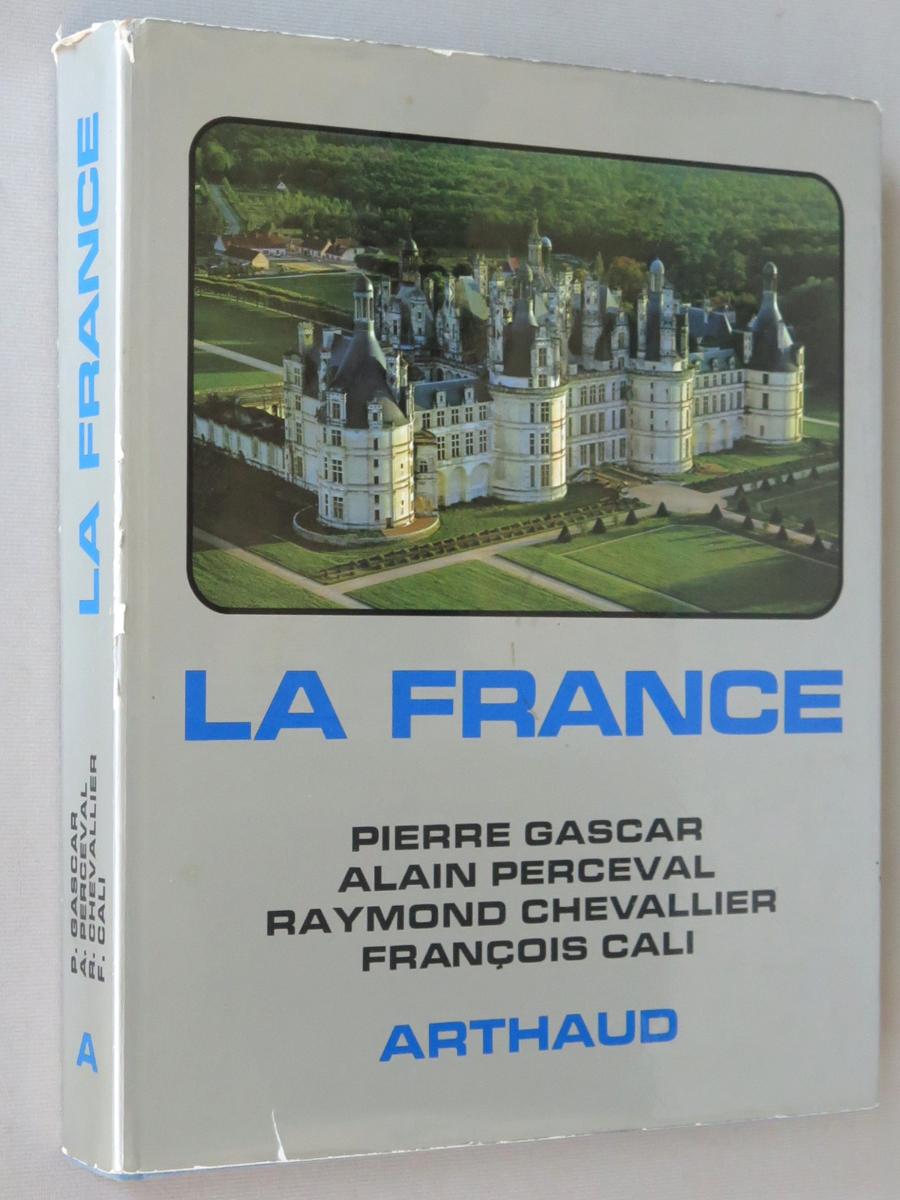 LA FRANCE
P. GASCAR
A. PERCEVAL
R. CHEVALLIER
F. CALI
A
LA FRANCE
PIERRE GASCAR
ALAIN PERCEVAL
RAYMOND CHEVALLIER
FRANÇOIS CALI
ARTHAUD